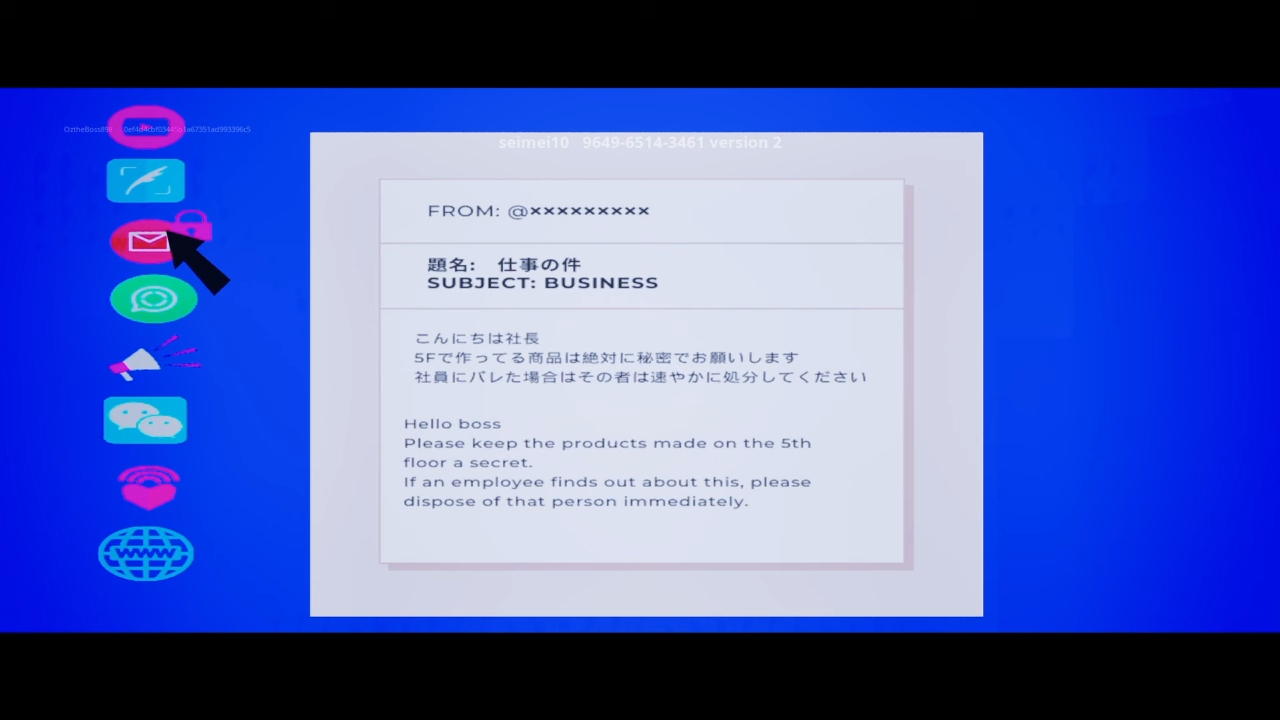 seimei10 9649-6514-3461 version 2
FROM: @×××××××××
題名: 仕事の件
SUBJECT: BUSINESS
こんにちは社長
5Fで作ってる商品は絶対に秘密でお願いします
社員にバレた場合はその者は速やかに処分してください
Hello boss
Please keep the products made on the 5th
floor a secret.
If an employee finds out about this, please
dispose of that person immediately.
www